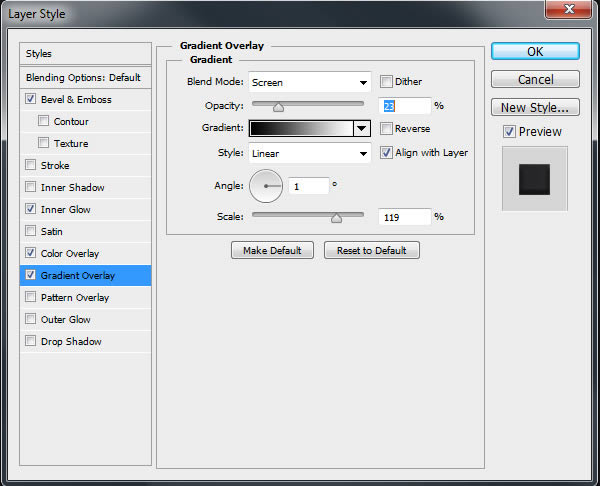 Layer Style
Styles
Blending Options: Default
Bevel & Emboss
Contour
Texture
Stroke
Inner Shadow
Inner Glow
Satin
Color Overlay
Gradient Overlay
Pattern Overlay
Outer Glow
Drop Shadow
Gradient Overlay
Gradient
Blend Mode: Screen Dither
Opacity: 23 %
Gradient: Reverse
Style: Linear Align with Layer
Angle: 1 °
Scale: 119 %
Make Default Reset to Default
OK
Cancel
New Style...
Preview